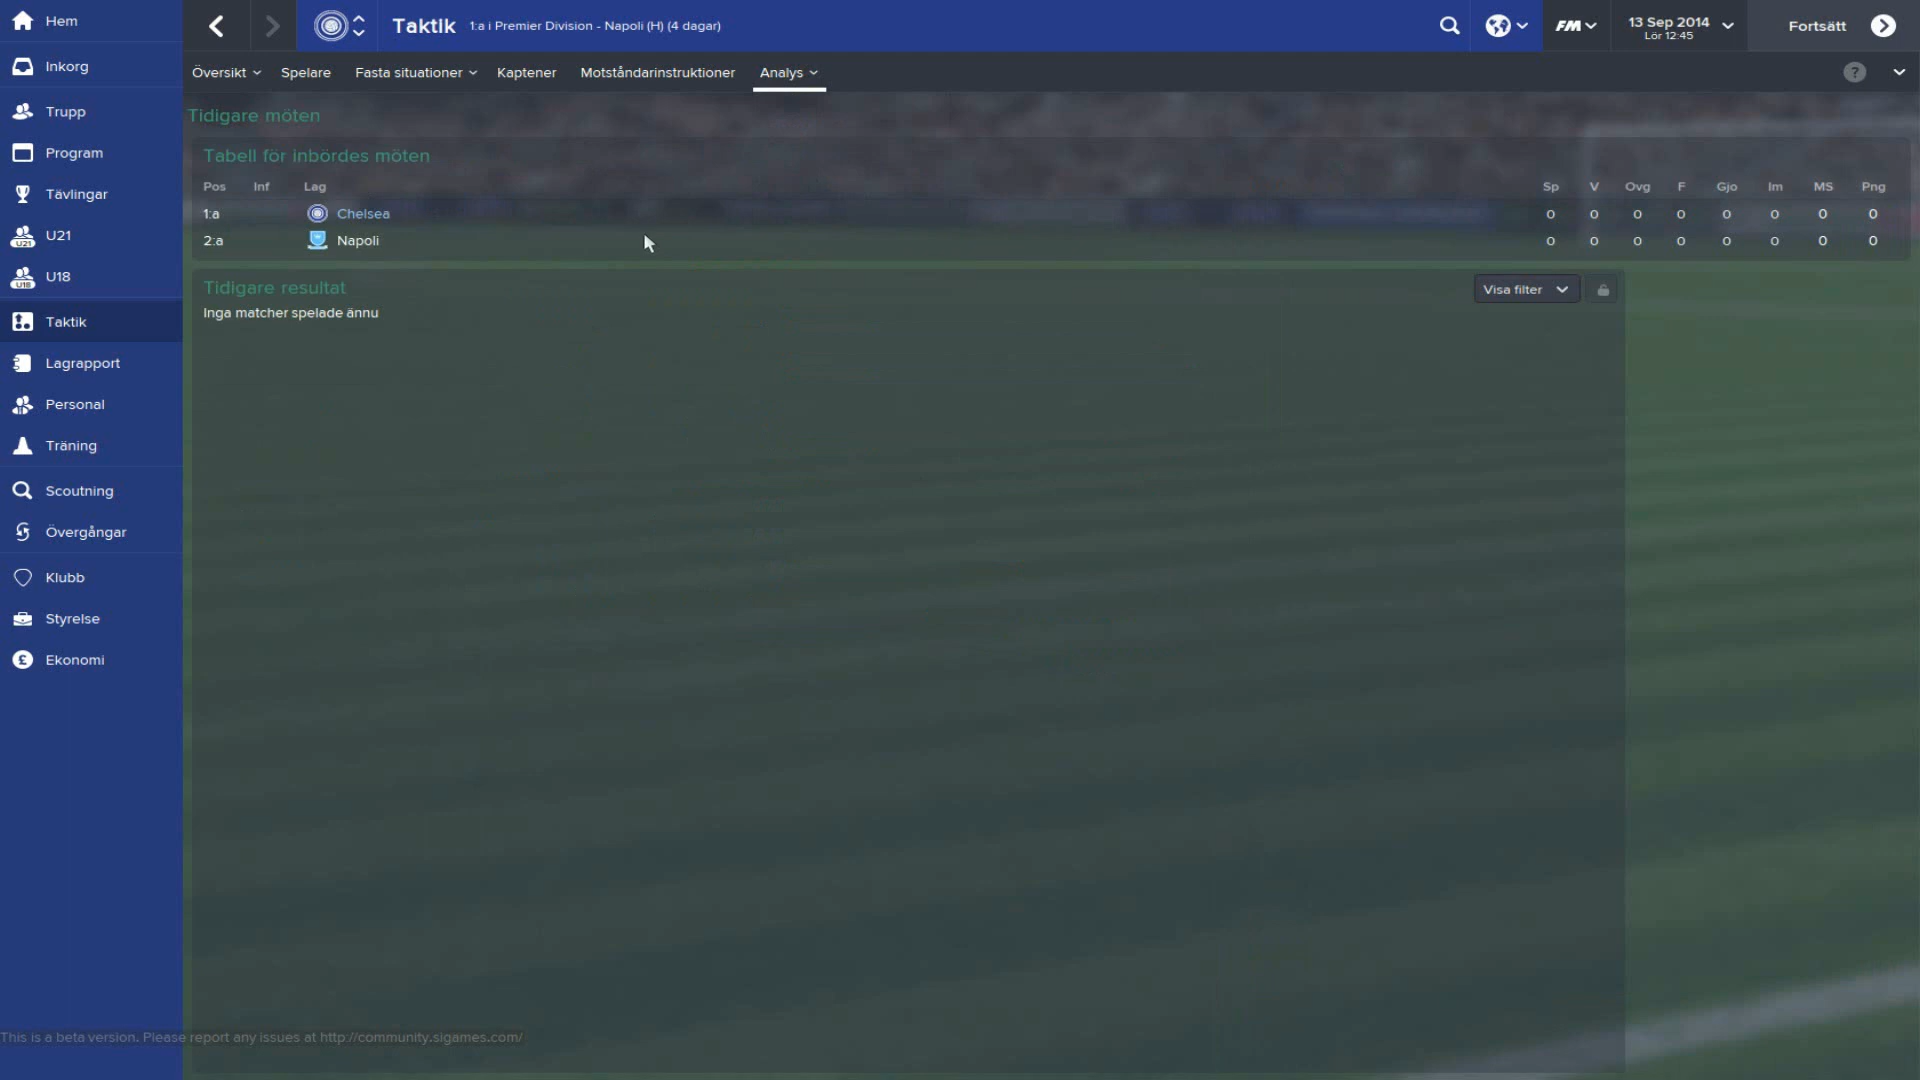 Hem
Inkorg
Trupp
Program
Tävlingar
U21
U21
U18
U18
Taktik
Lagrapport
Personal
Träning
Scoutning
Övergångar
Klubb
Styrelse
£ Ekonomi
Taktik 1:a i Premier Division - Napoli (H) (4 dagar)
FM
13 Sep 2014
Lör 12:45
Fortsätt
Översikt Spelare Fasta situationer Kaptener Motståndarinstruktioner Analys ?
Tidigare möten
Tabell för inbördes möten
Pos Inf Lag Sp V Ovg F Gjo Im MS Png
1:a Chelsea 0 0 0 0 0 0 0 0
2:a Napoli 0 0 0 0 0 0 0 0
Tidigare resultat Visa filter
Inga matcher spelade ännu
This is a beta version. Please report any issues at http://community.sigames.com/